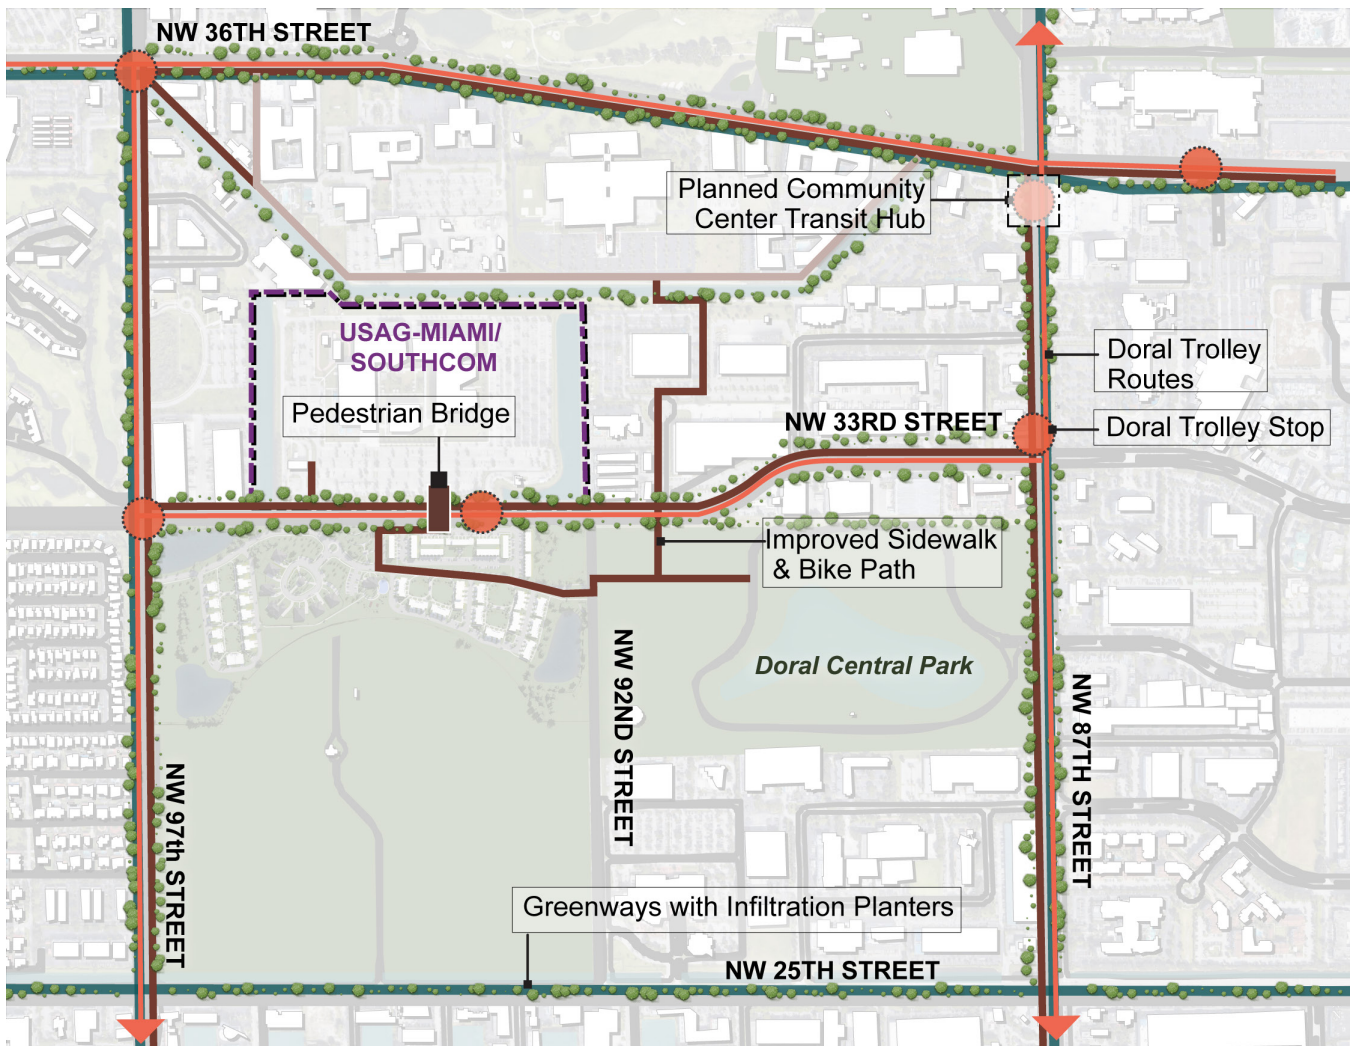 NW 36TH STREET
Planned Community
Center Transit Hub
USAG-MIAMI/
SOUTHCOM
Pedestrian Bridge
Doral Trolley
Routes
NW 33RD STREET
Doral Trolley Stop
Improved Sidewalk
& Bike Path
Doral Central Park
NW 92ND STREET
NW 87TH STREET
NW 97th STREET
Greenways with Infiltration Planters
NW 25TH STREET